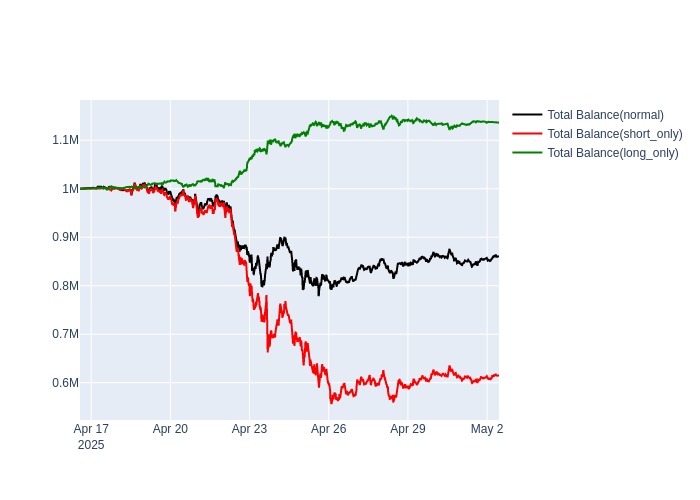 Total Balance(normal)
Total Balance(short_only)
Total Balance(long_only)
1.1M
1M
0.9M
0.8M
0.7M
0.6M
Apr 17
2025
Apr 20
Apr 23
Apr 26
Apr 29
May 2